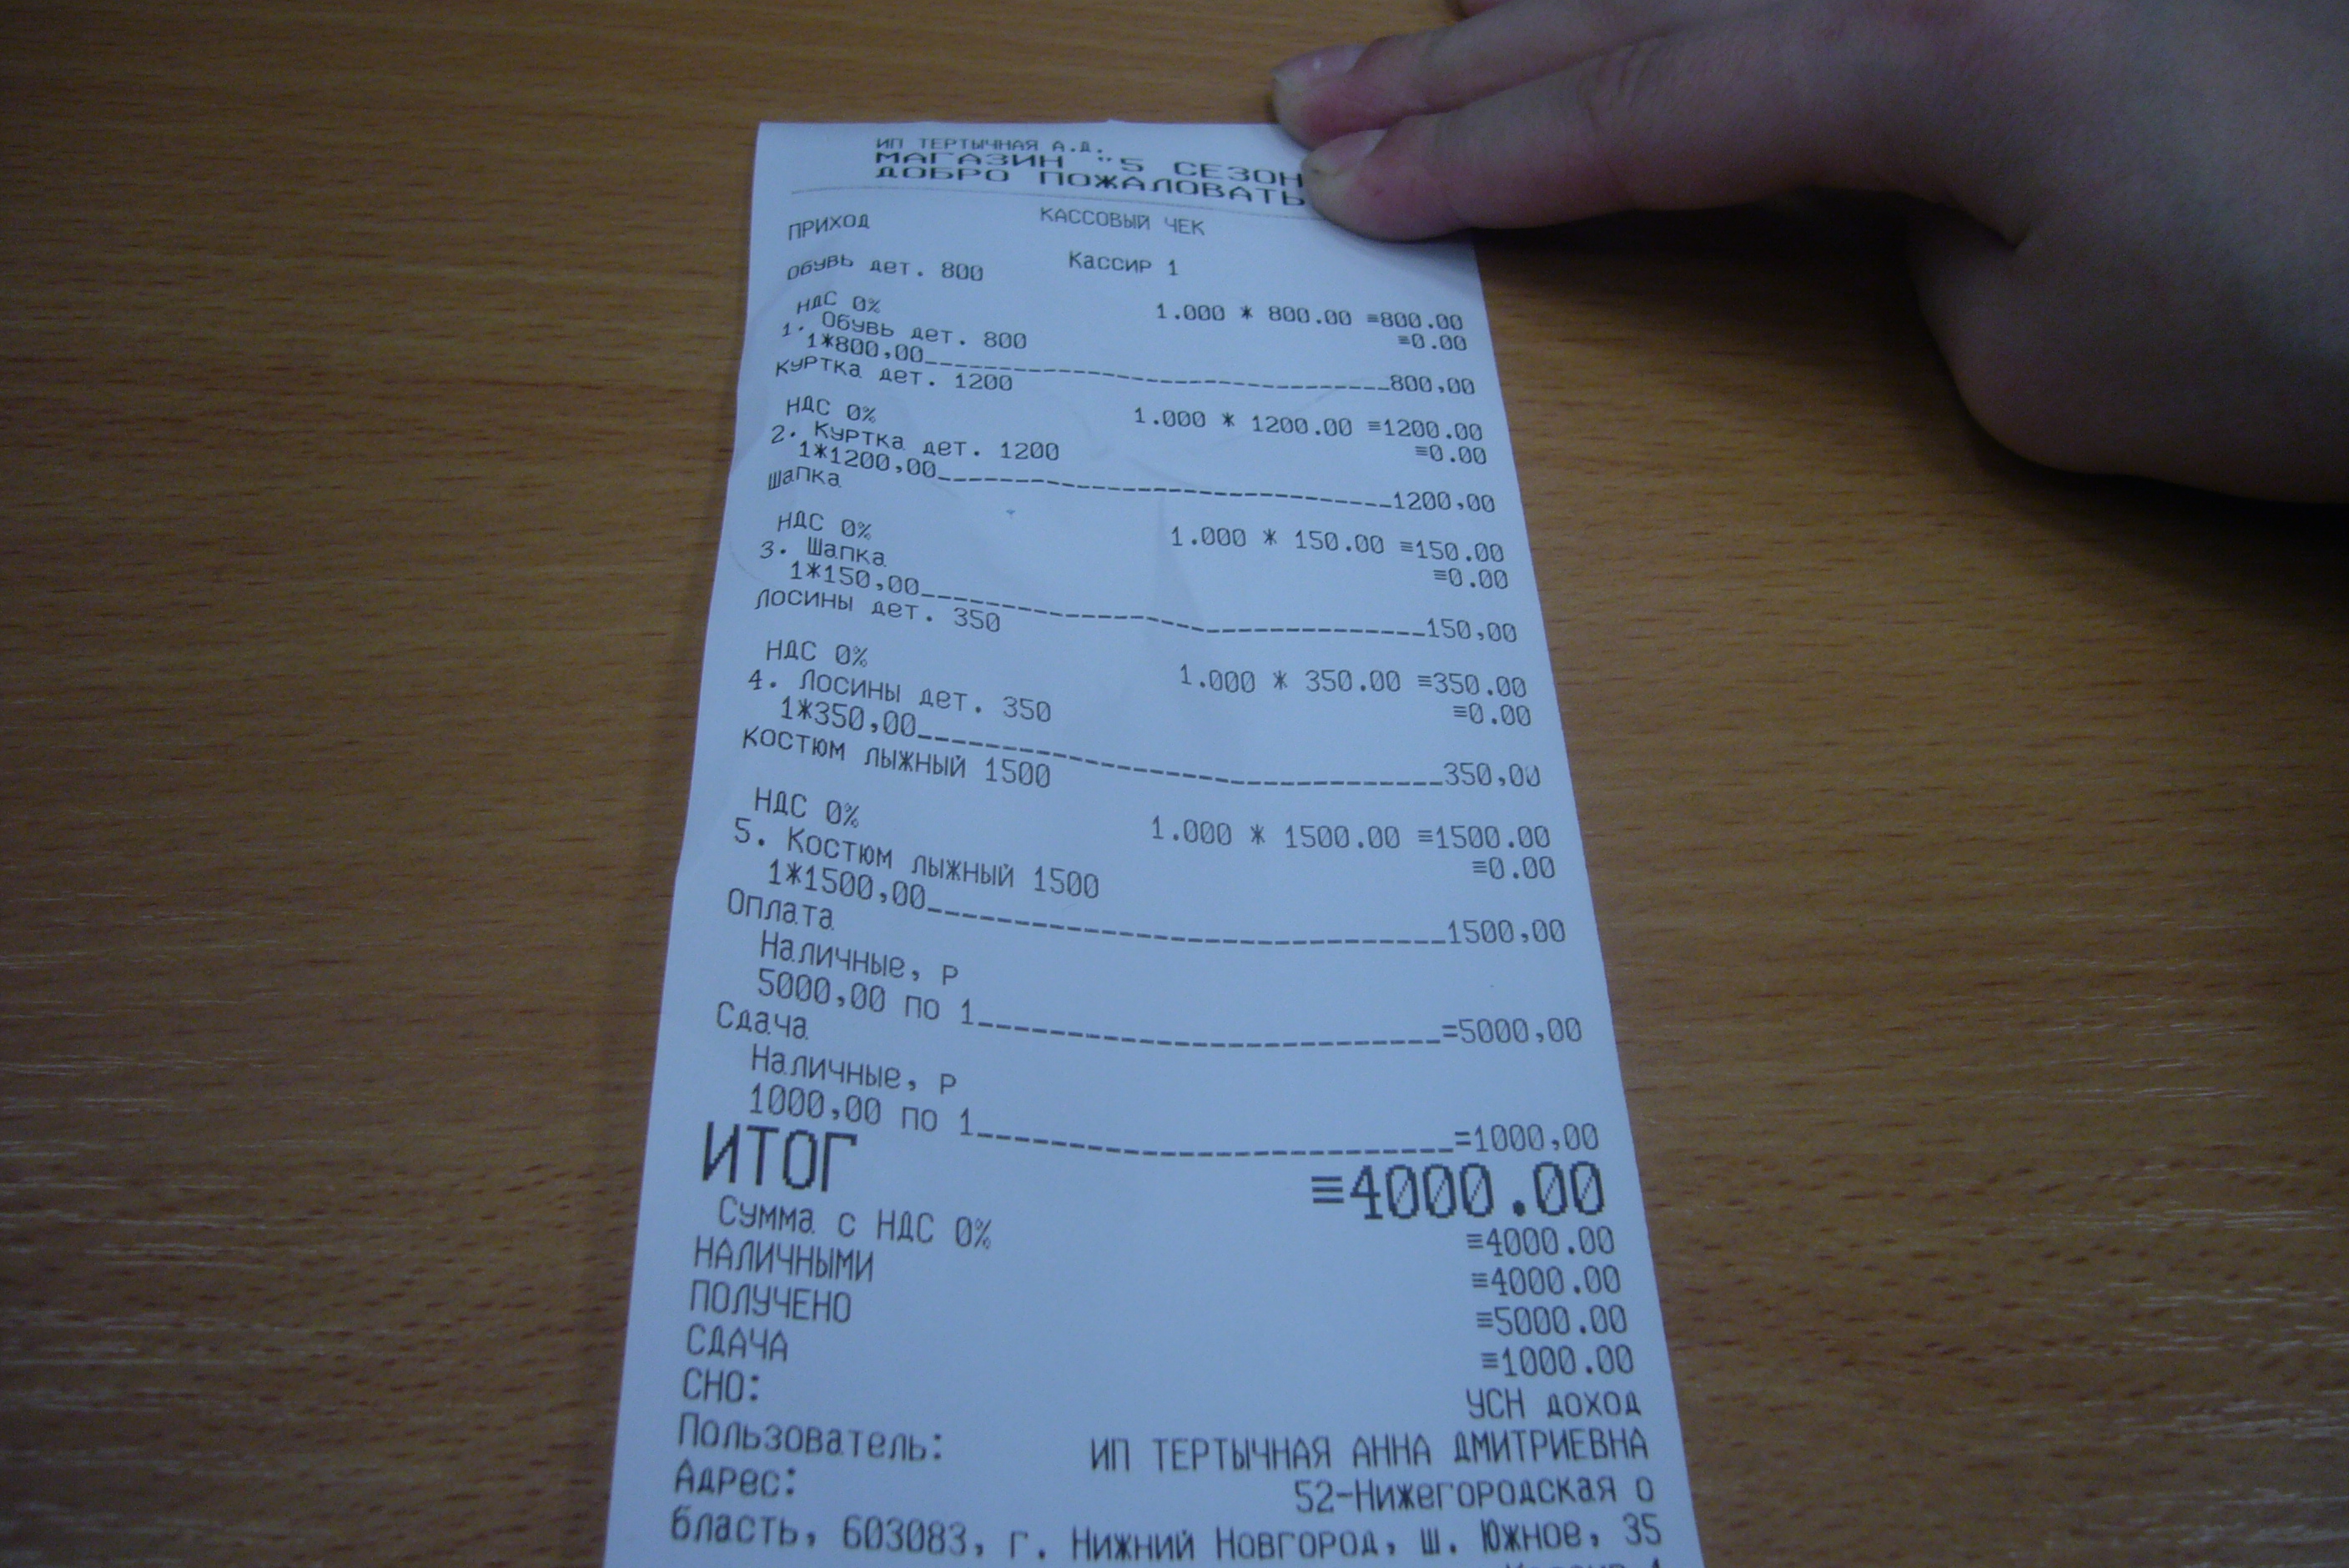 ИП ТЕРТЫЧНАЯ А.Д.
МАГАЗИН "5 СЕЗОН
ДОБРО ПОЖАЛОВАТЬ
КАССОВЫЙ ЧЕК
ПРИХОД
Кассир 1
Обувь дет. 800
1.000 * 800.00 ≡800.00
НДС 0% ≡0.00
1. Обувь дет. 800
1*800,00 800,00
Куртка дет. 1200
1.000 * 1200.00 ≡1200.00
НДС 0% ≡0.00
2. Куртка дет. 1200
1*1200,00 1200,00
Шапка
1.000 * 150.00 ≡150.00
НДС 0% ≡0.00
3. Шапка
1*150,00 150,00
Лосины дет. 350
1.000 * 350.00 ≡350.00
НДС 0% ≡0.00
4. Лосины дет. 350
1*350,00 350,00
Костюм лыжный 1500
1.000 * 1500.00 ≡1500.00
НДС 0% ≡0.00
5. Костюм лыжный 1500
1*1500,00 1500,00
Оплата
Наличные, Р
5000,00 по 1 =5000,00
Сдача
Наличные, Р
1000,00 по 1 =1000,00
ИТОГ ≡4000.00
Сумма с НДС 0% ≡4000.00
НАЛИЧНЫМИ ≡4000.00
ПОЛУЧЕНО ≡5000.00
СДАЧА ≡1000.00
СНО: УСН доход
Пользователь: ИП ТЕРТЫЧНАЯ АННА ДМИТРИЕВНА
Адрес: 52-Нижегородская о
бласть, 603083, г. Нижний Новгород, ш. Южное, 35